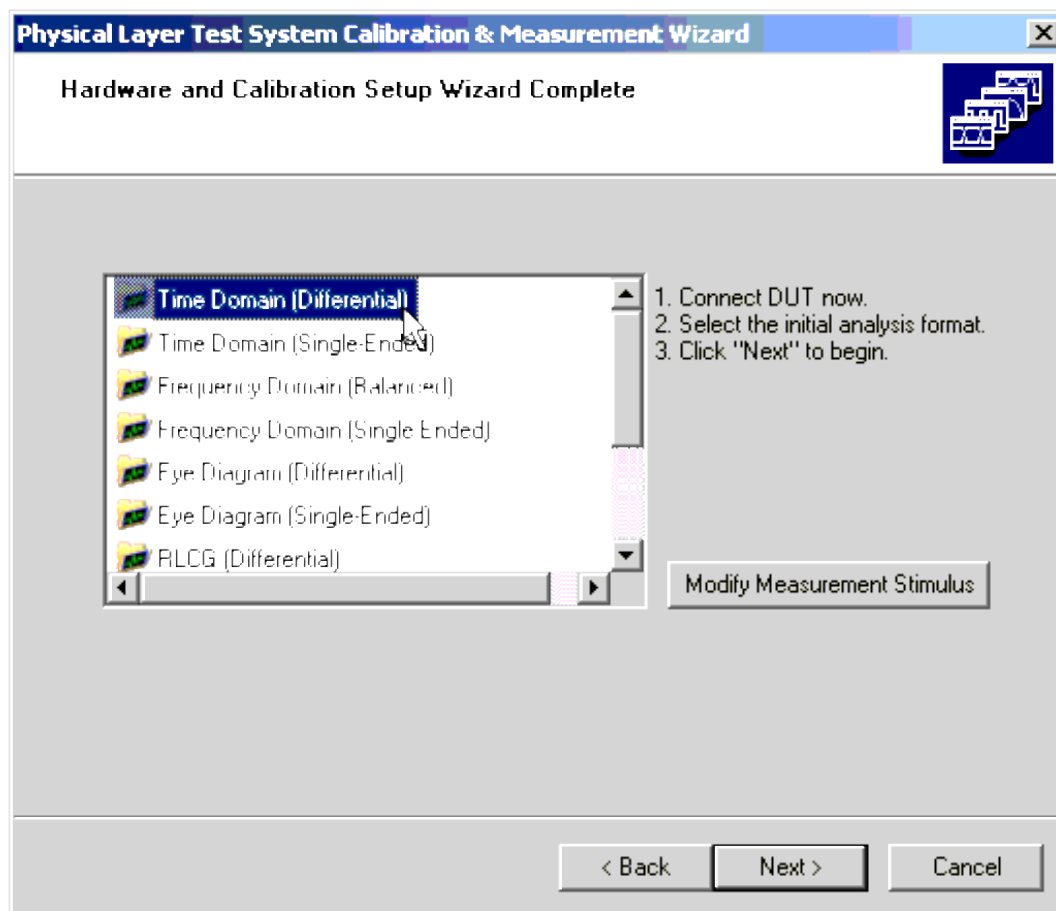 Physical Layer Test System Calibration & Measurement Wizard
Hardware and Calibration Setup Wizard Complete
Time Domain (Differential)
Time Domain (Single-Ended)
Frequency Domain (Balanced)
Frequency Domain (Single Ended)
Eye Diagram (Differential)
Eye Diagram (Single-Ended)
RLCG (Differential)
1. Connect DUT now.
2. Select the initial analysis format.
3. Click "Next" to begin.
Modify Measurement Stimulus
< Back
Next >
Cancel